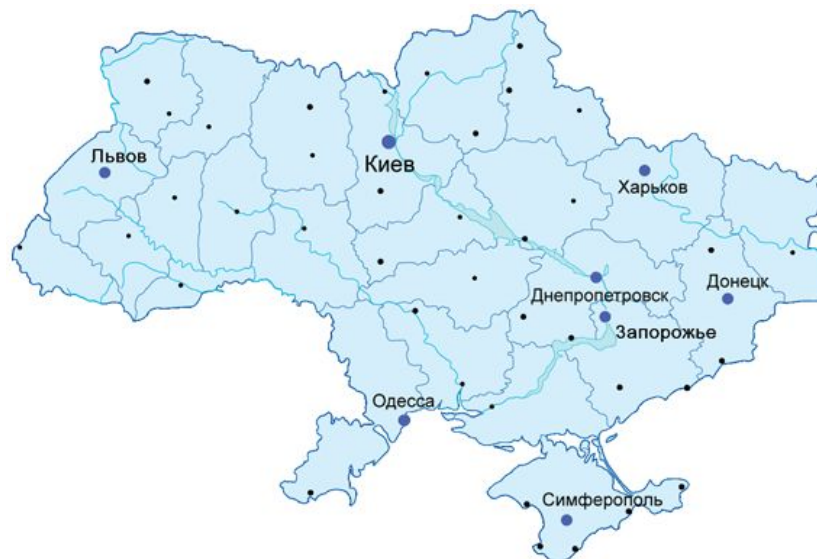 Львов
Киев
Харьков
Днепропетровск
Донецк
Запорожье
Одесса
Симферополь